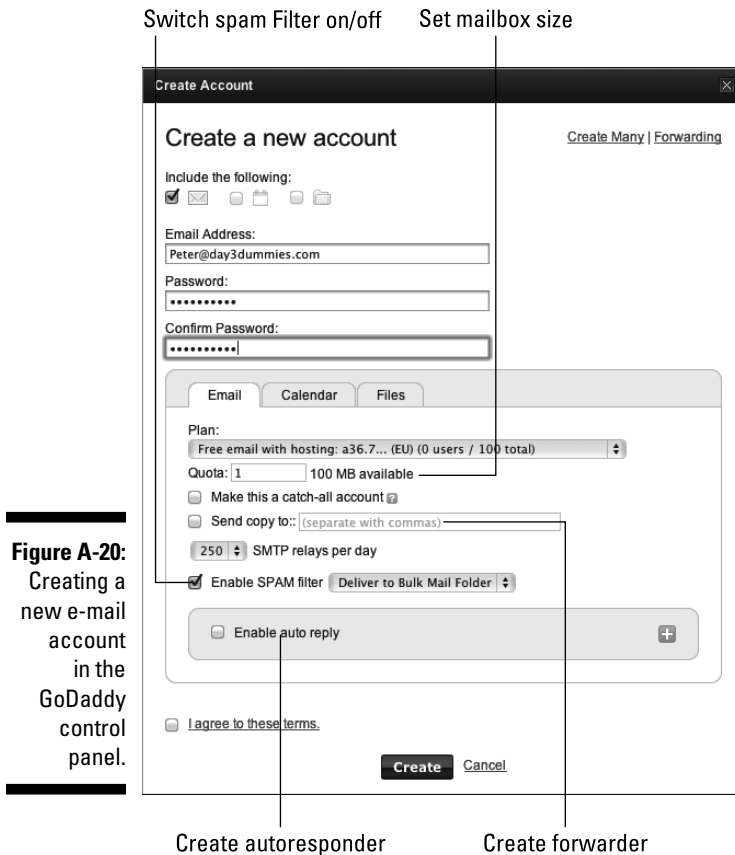 Switch spam Filter on/off Set mailbox size
Create Account
Create a new account
Create Many | Forwarding
Include the following:
Email Address:
Peter@day3dummies.com
Password:
••••••••••
Confirm Password:
••••••••••
Email Calendar Files
Plan:
Free email with hosting: a36.7... (EU) (0 users / 100 total)
Quota: 1 100 MB available
Make this a catch-all account ?
Send copy to:: (separate with commas)
250 SMTP relays per day
Enable SPAM filter Deliver to Bulk Mail Folder
Enable auto reply
I agree to these terms.
Create Cancel
Figure A-20:
Creating a
new e-mail
account
in the
GoDaddy
control
panel.
Create autoresponder Create forwarder